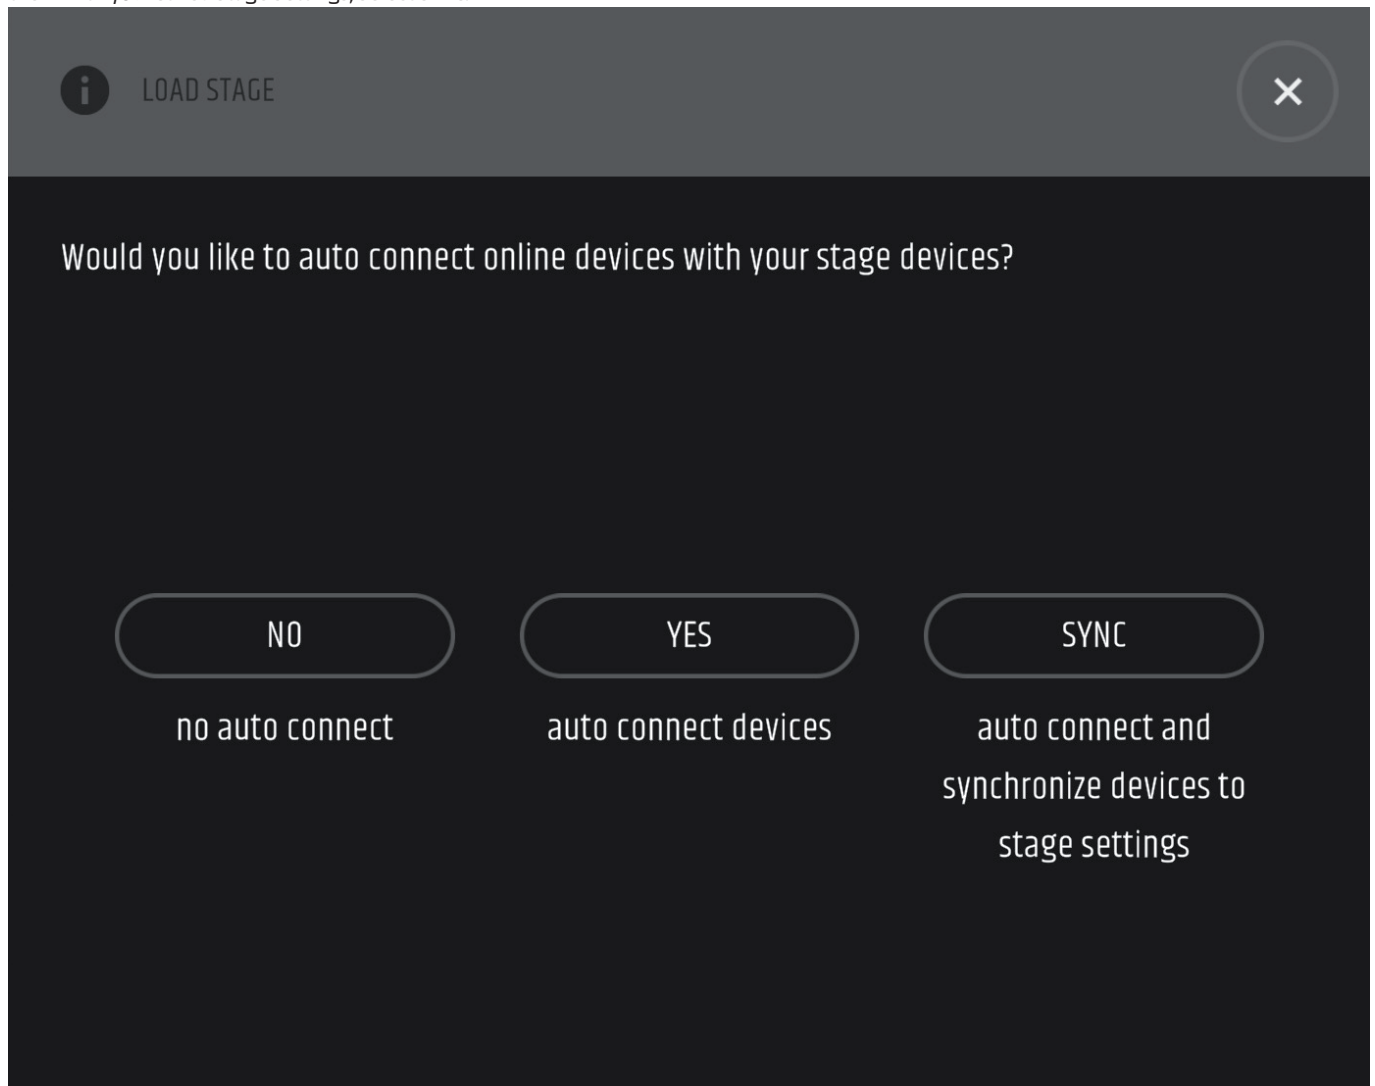 LOAD STAGE
Would you like to auto connect online devices with your stage devices?
NO
YES
SYNC
no auto connect
auto connect devices
auto connect and
synchronize devices to
stage settings